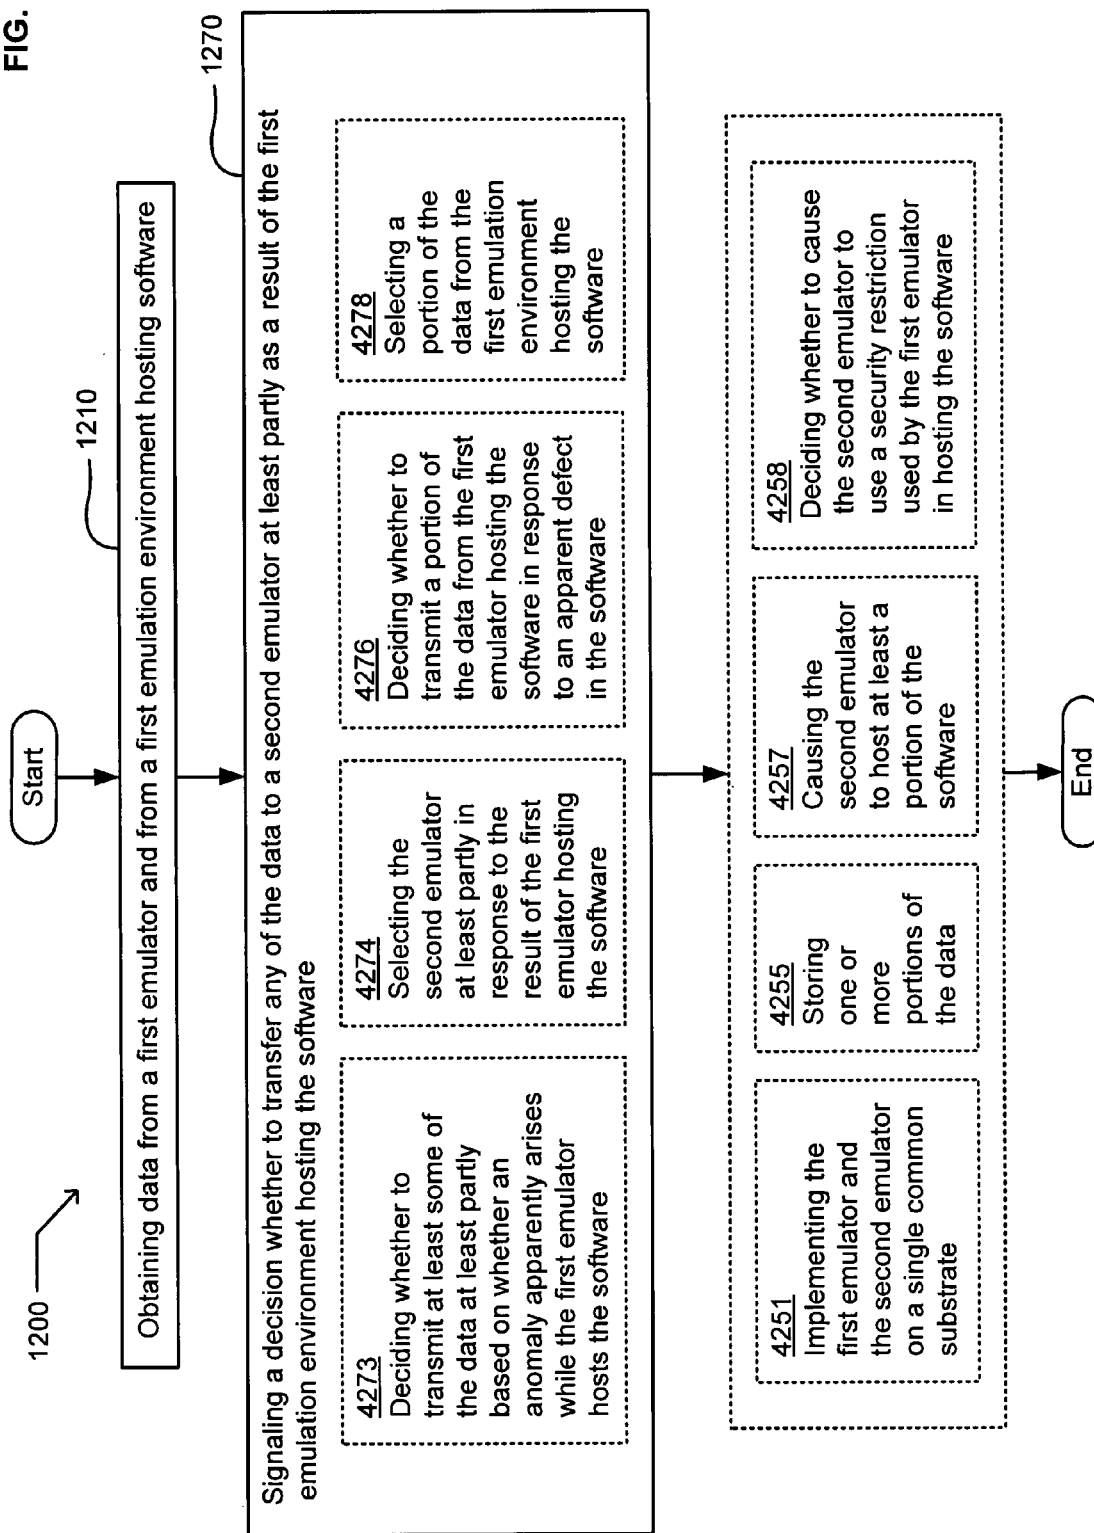 FIG.
1200
Start
1210
Obtaining data from a first emulator and from a first emulation environment hosting software
1270
Signaling a decision whether to transfer any of the data to a second emulator at least partly as a result of the first
emulation environment hosting the software
4273
Deciding whether to
transmit at least some of
the data at least partly
based on whether an
anomaly apparently arises
while the first emulator
hosts the software
4274
Selecting the
second emulator
at least partly in
response to the
result of the first
emulator hosting
the software
4276
Deciding whether to
transmit a portion of
the data from the first
emulator hosting the
software in response
to an apparent defect
in the software
4278
Selecting a
portion of the
data from the
first emulation
environment
hosting the
software
4251
Implementing the
first emulator and
the second emulator
on a single common
substrate
4255
Storing
one or
more
portions of
the data
4257
Causing the
second emulator
to host at least a
portion of the
software
4258
Deciding whether to cause
the second emulator to
use a security restriction
used by the first emulator
in hosting the software
End